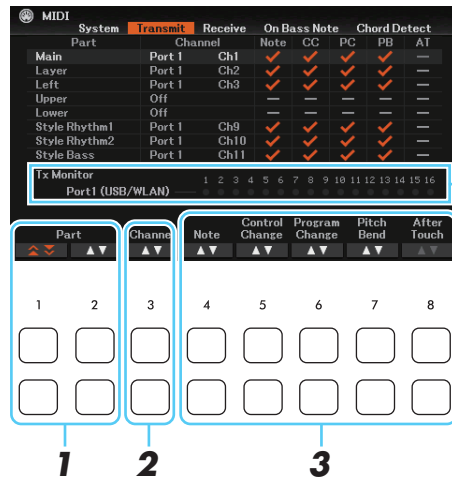 MIDI
System Transmit Receive On Bass Note Chord Detect
Part Channel Note CC PC PB AT
Main Port 1 Ch1
Layer Port 1 Ch2
Left Port 1 Ch3
Upper Off
Lower Off
Style Rhythm1 Port 1 Ch9
Style Rhythm2 Port 1 Ch10
Style Bass Port 1 Ch11
Tx Monitor 1 2 3 4 5 6 7 8 9 10 11 12 13 14 15 16
Port1 (USB/WLAN)
Part Channel Note Control Change Program Change Pitch Bend After Touch
1 2 3 4 5 6 7 8
1 2 3